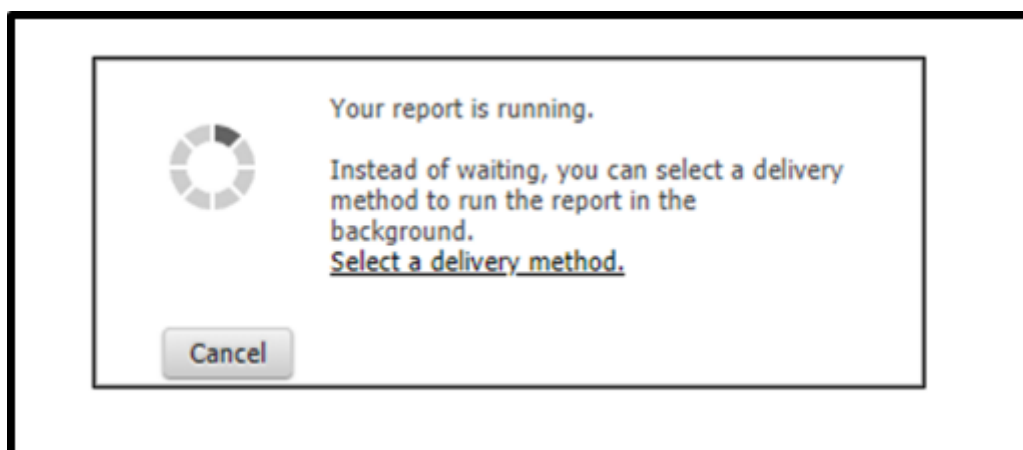 Your report is running.
Instead of waiting, you can select a delivery
method to run the report in the
background.
Select a delivery method.
Cancel